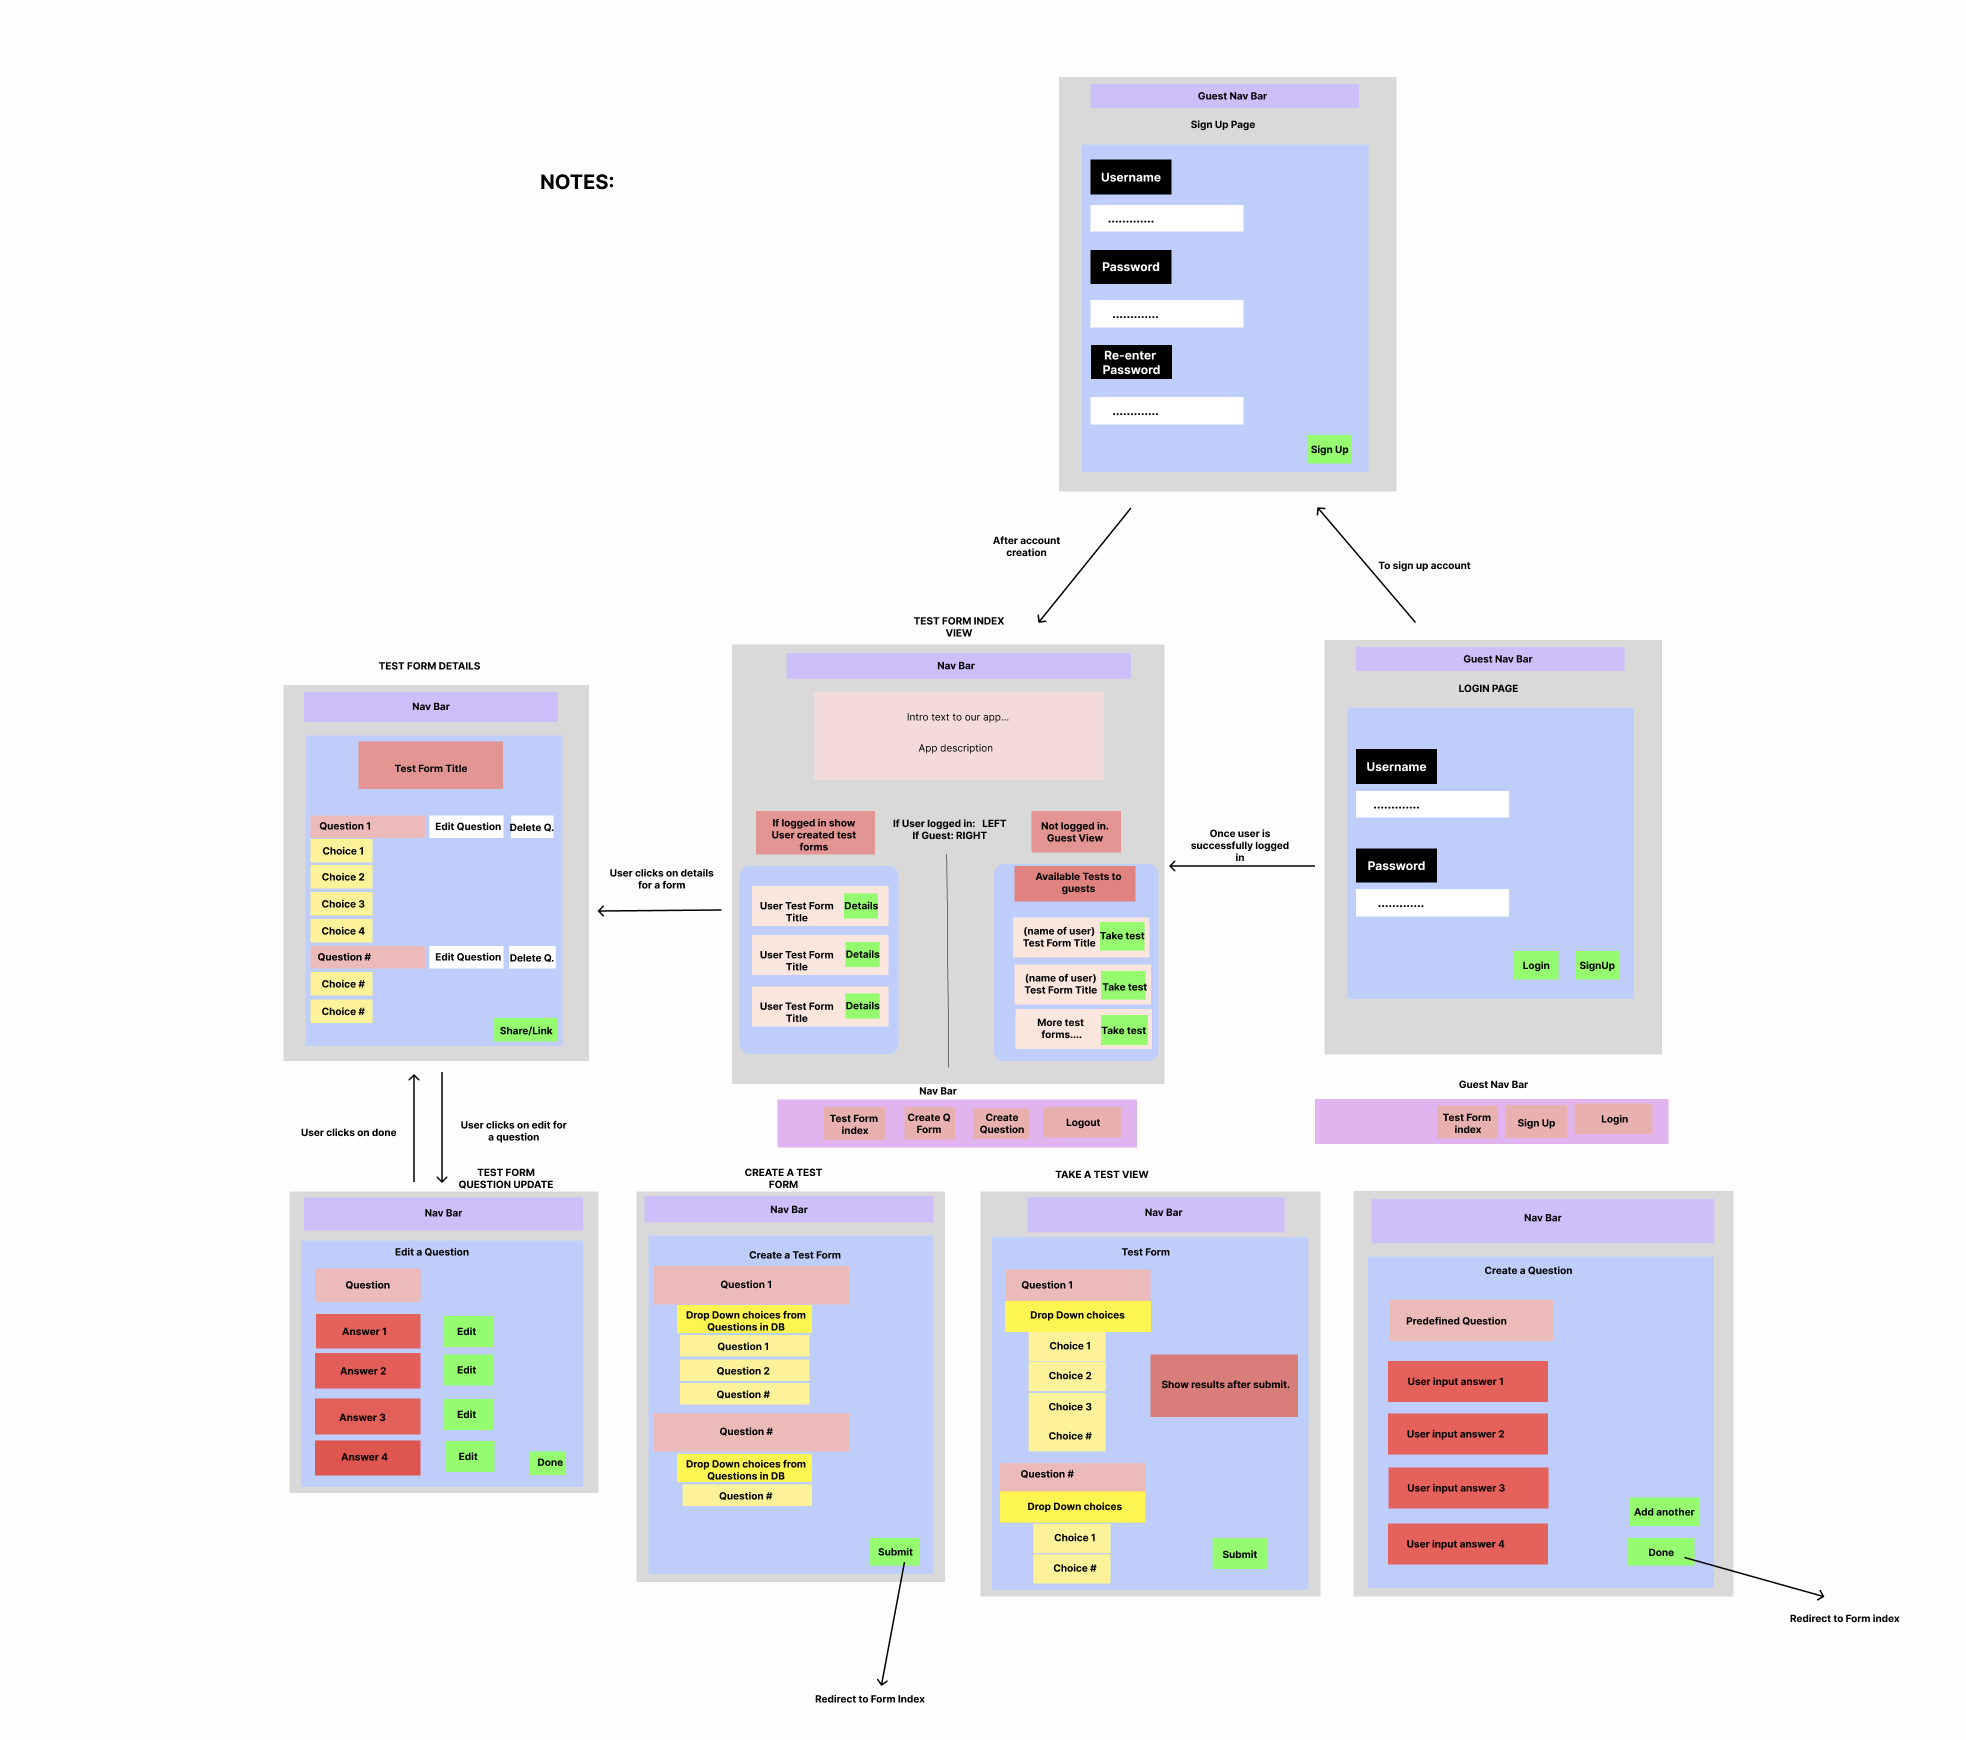 NOTES:
Guest Nav Bar
Sign Up Page
Username
.............
Password
.............
Re-enter
Password
.............
Sign Up
After account
creation
To sign up account
TEST FORM INDEX
VIEW
Nav Bar
Intro text to our app...
App description
If logged in show
User created test
forms
If User logged in: LEFT
If Guest: RIGHT
Not logged in.
Guest View
User Test Form
Title
Details
User Test Form
Title
Details
User Test Form
Title
Details
Available Tests to
guests
(name of user)
Test Form Title
Take test
(name of user)
Test Form Title
Take test
More test
forms....
Take test
Once user is
successfully logged
in
Guest Nav Bar
LOGIN PAGE
Username
.............
Password
.............
Login
SignUp
User clicks on details
for a form
TEST FORM DETAILS
Nav Bar
Test Form Title
Question 1
Edit Question
Delete Q.
Choice 1
Choice 2
Choice 3
Choice 4
Question #
Edit Question
Delete Q.
Choice #
Choice #
Share/Link
Nav Bar
Test Form
index
Create Q
Form
Create
Question
Logout
Guest Nav Bar
Test Form
index
Sign Up
Login
User clicks on done
User clicks on edit for
a question
TEST FORM
QUESTION UPDATE
Nav Bar
Edit a Question
Question
Answer 1
Edit
Answer 2
Edit
Answer 3
Edit
Answer 4
Edit
Done
CREATE A TEST
FORM
Nav Bar
Create a Test Form
Question 1
Drop Down choices from
Questions in DB
Question 1
Question 2
Question #
Question #
Drop Down choices from
Questions in DB
Question #
Submit
Redirect to Form Index
TAKE A TEST VIEW
Nav Bar
Test Form
Question 1
Drop Down choices
Choice 1
Choice 2
Choice 3
Choice #
Show results after submit.
Question #
Drop Down choices
Choice 1
Choice #
Submit
Nav Bar
Create a Question
Predefined Question
User input answer 1
User input answer 2
User input answer 3
User input answer 4
Add another
Done
Redirect to Form index